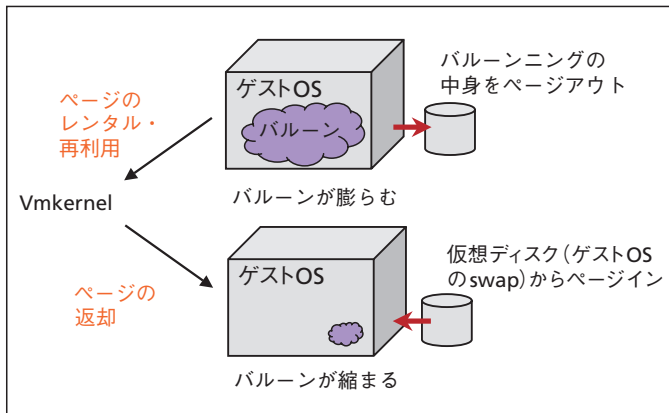 ページの
レンタル・
再利用
ゲストOS
バルーン
バルーンニングの
中身をページアウト
バルーンが膨らむ
Vmkernel
ページの
返却
ゲストOS
仮想ディスク(ゲストOS
のswap)からページイン
バルーンが縮まる